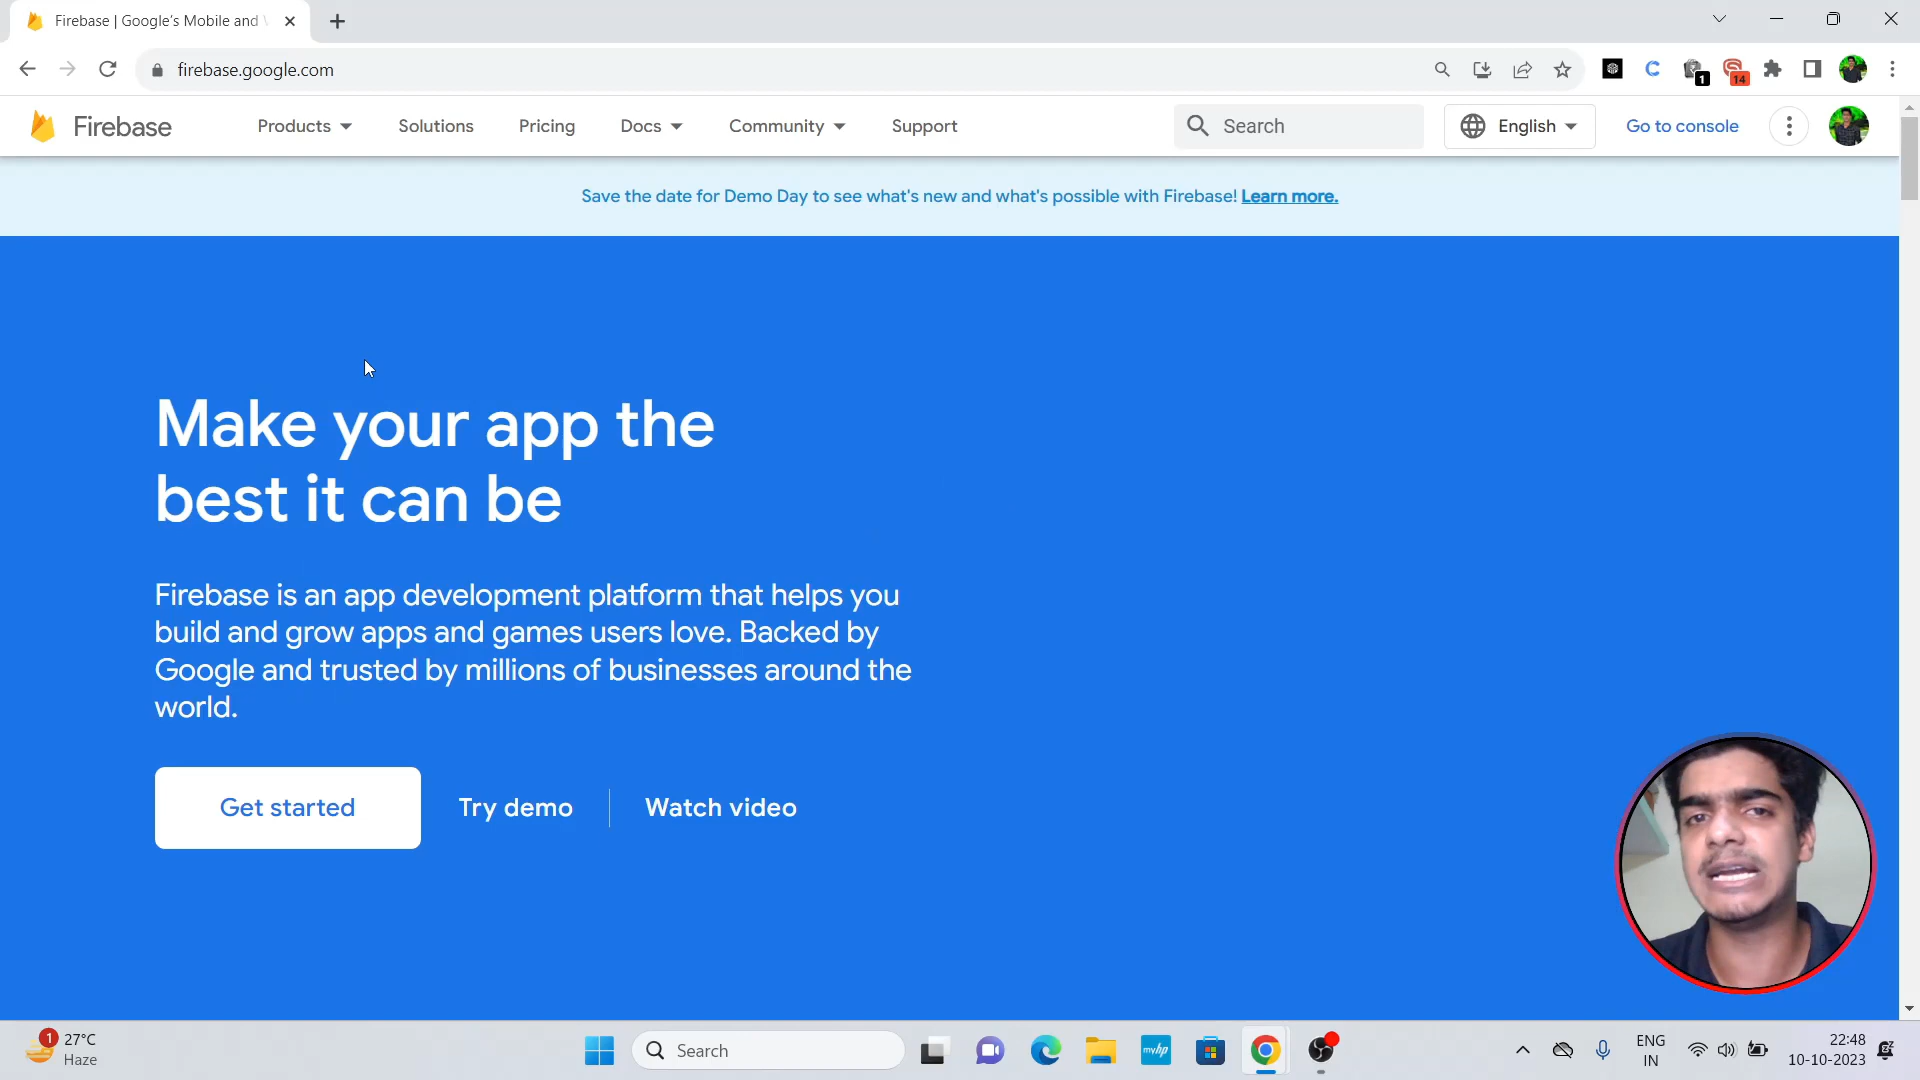 Firebase | Google's Mobile and
firebase.google.com
1
14
Firebase
Products
Solutions
Pricing
Docs
Community
Support
Search
English
Go to console
Save the date for Demo Day to see what's new and what's possible with Firebase! Learn more.
Make your app the
best it can be
Firebase is an app development platform that helps you
build and grow apps and games users love. Backed by
Google and trusted by millions of businesses around the
world.
Get started
Try demo
Watch video
1
27°C
Haze
Search
myhp
ENG
IN
22:48
10-10-2023